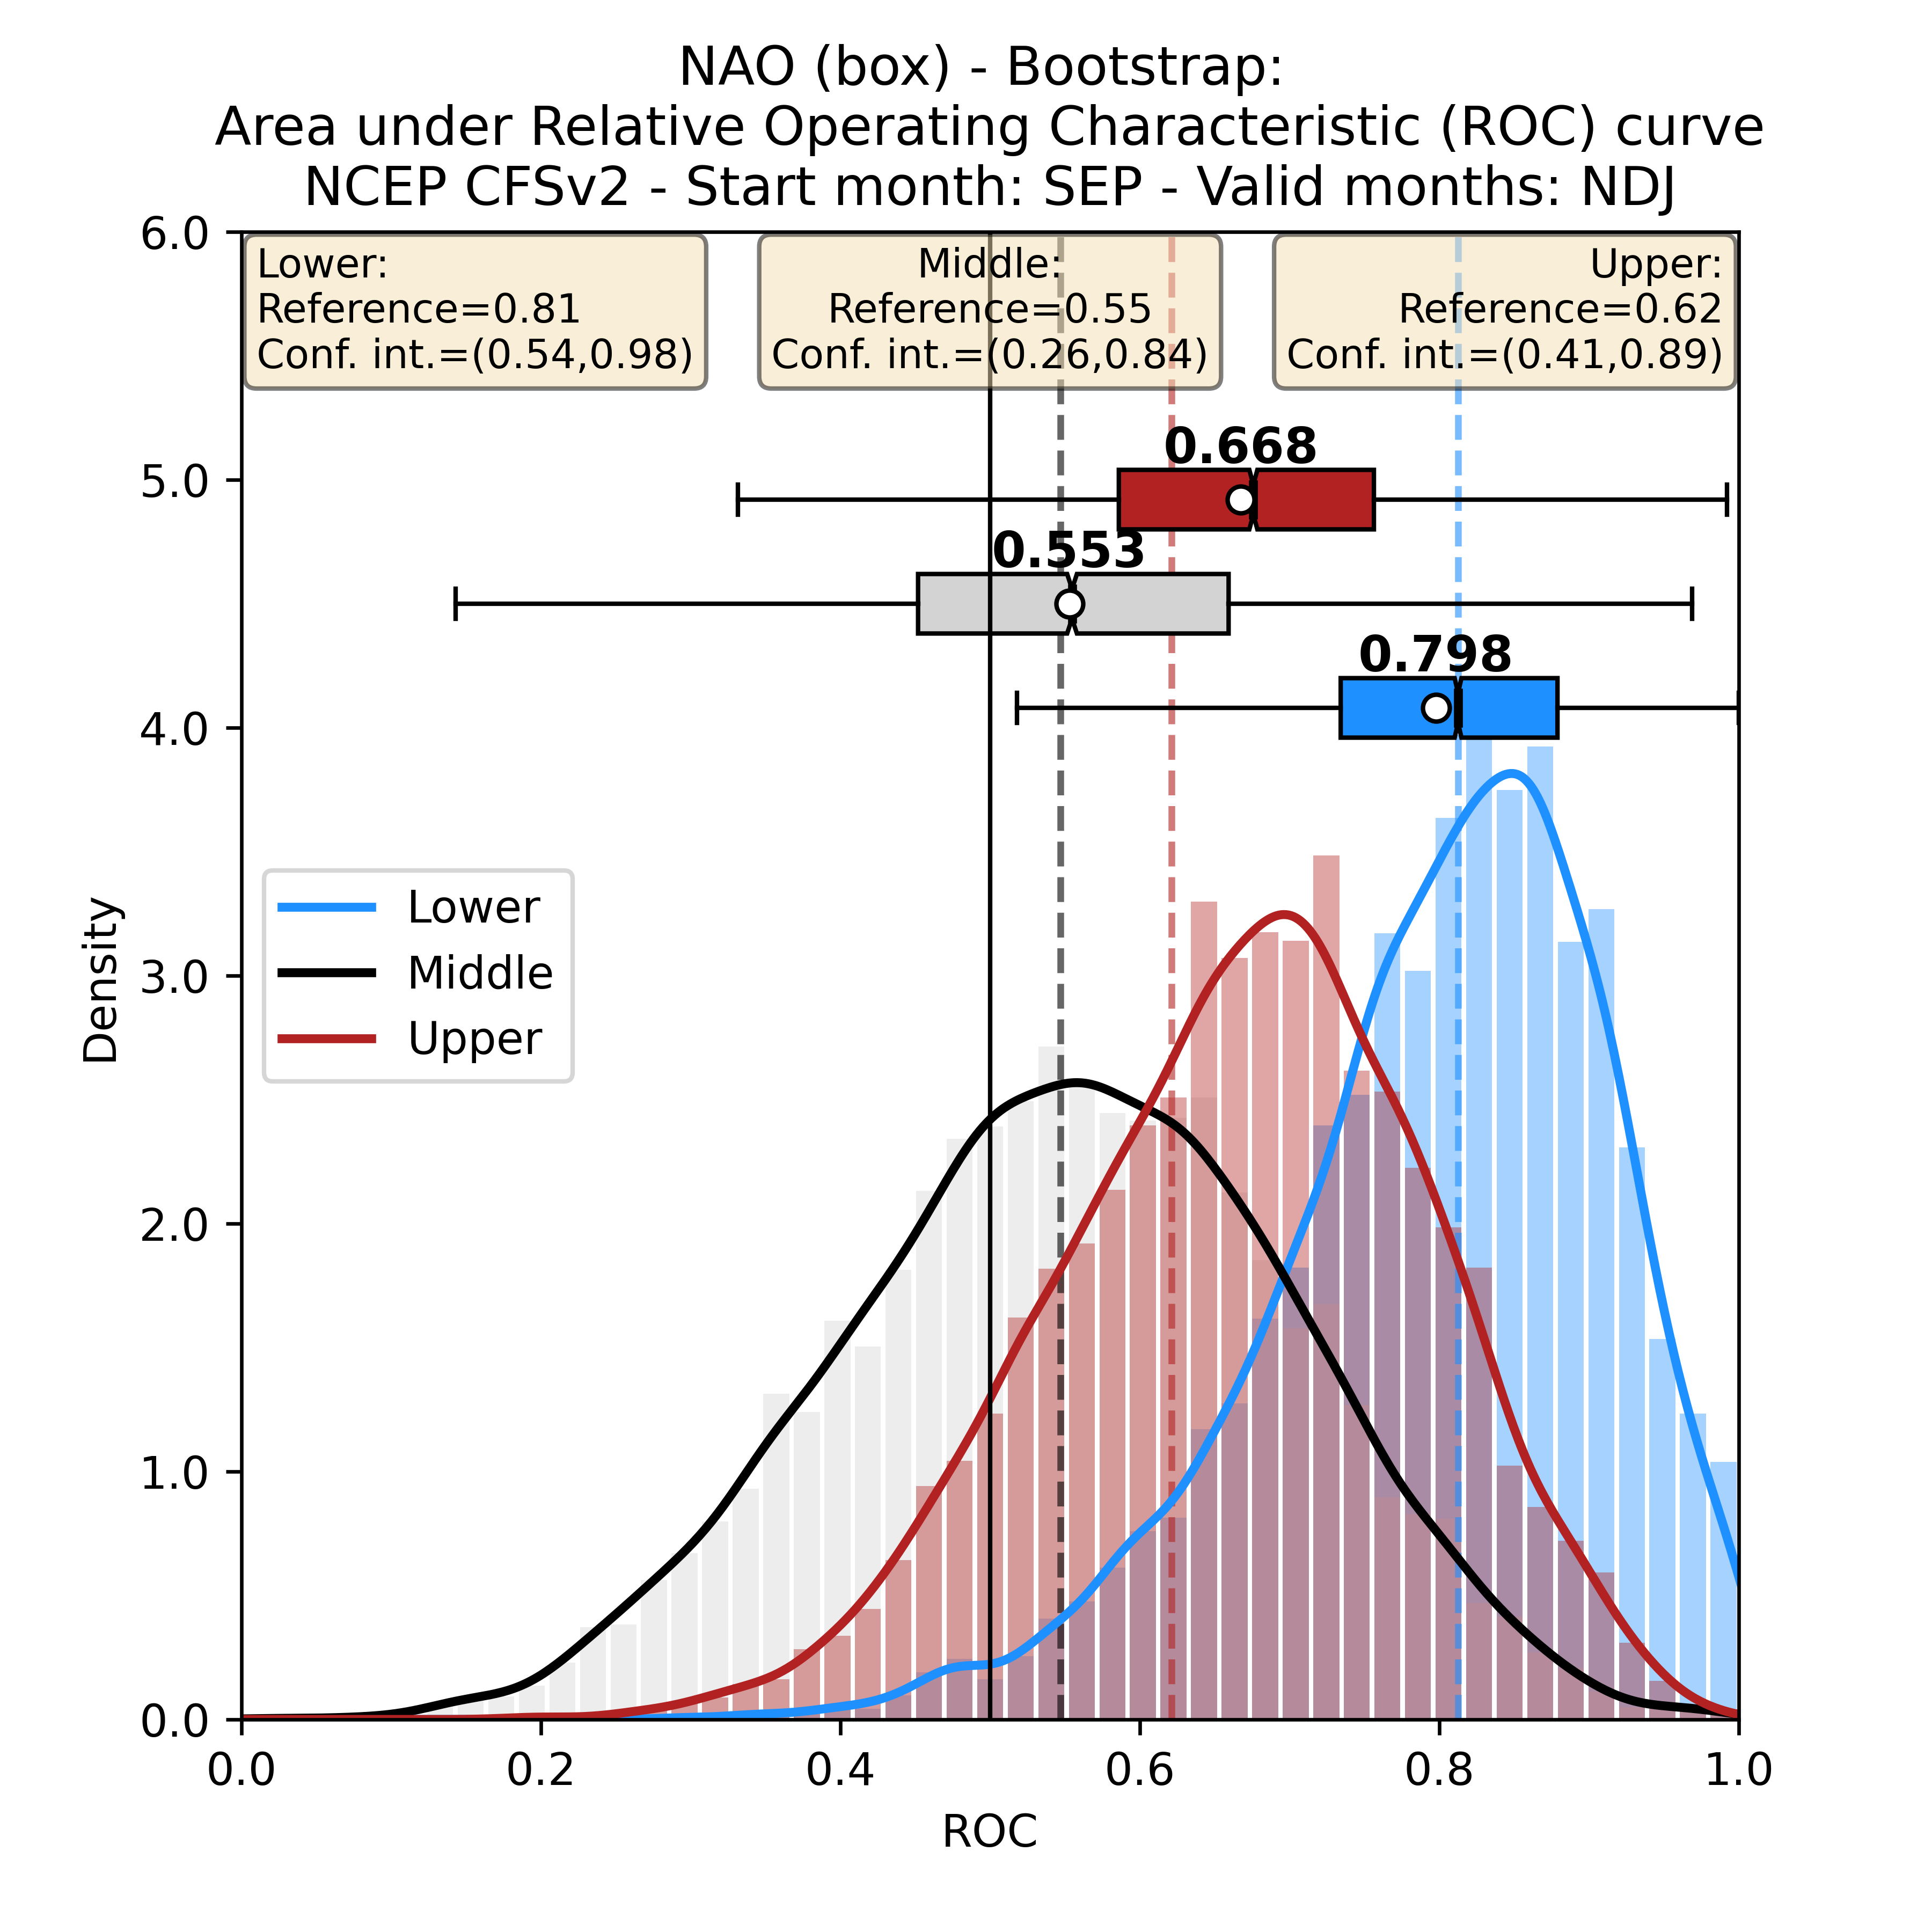 NAO (box) - Bootstrap:
Area under Relative Operating Characteristic (ROC) curve
NCEP CFSv2 - Start month: SEP - Valid months: NDJ
Lower:
Reference=0.81
Conf. int.=(0.54,0.98)
Middle:
Reference=0.55
Conf. int.=(0.26,0.84)
Upper:
Reference=0.62
Conf. int.=(0.41,0.89)
0.668
0.553
0.798
Lower
Middle
Upper
Density
6.0
5.0
4.0
3.0
2.0
1.0
0.0
0.0 0.2 0.4 0.6 0.8 1.0
ROC